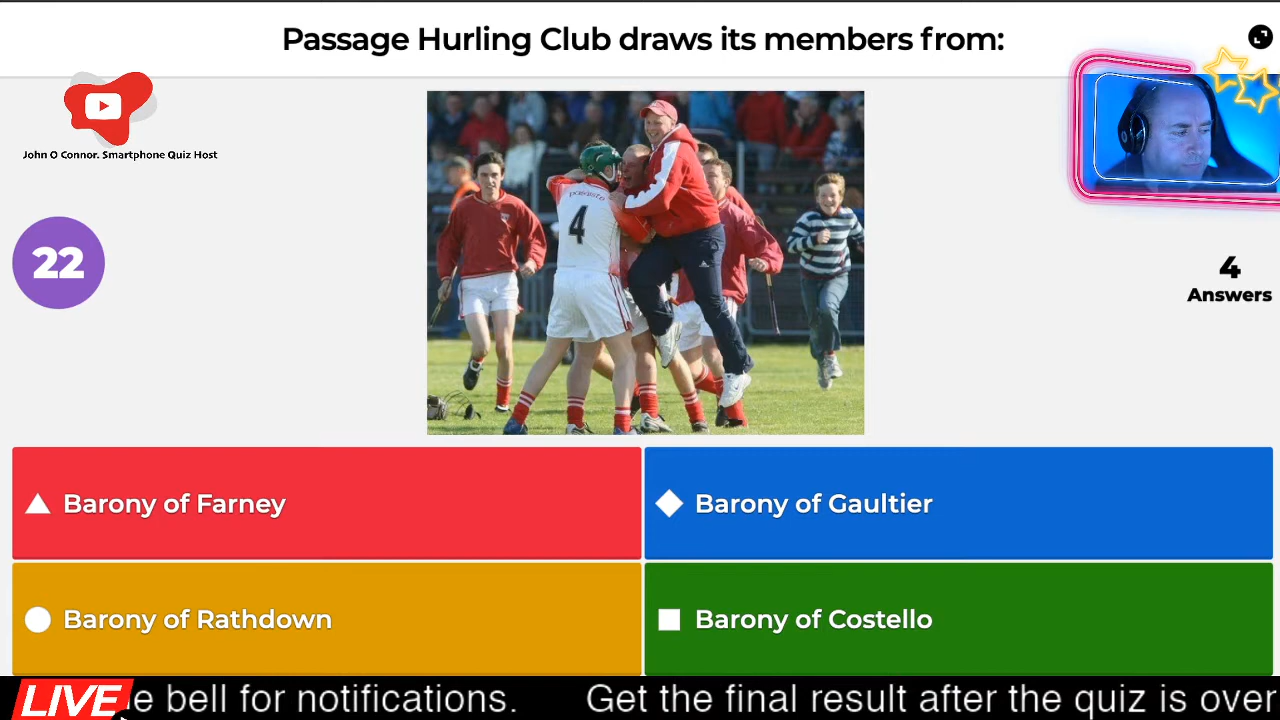 Passage Hurling Club draws its members from:
John O Connor. Smartphone Quiz Host
22
4
Answers
4
Barony of Farney
Barony of Gaultier
Barony of Rathdown
Barony of Costello
LIVE
e bell for notifications. Get the final result after the quiz is over